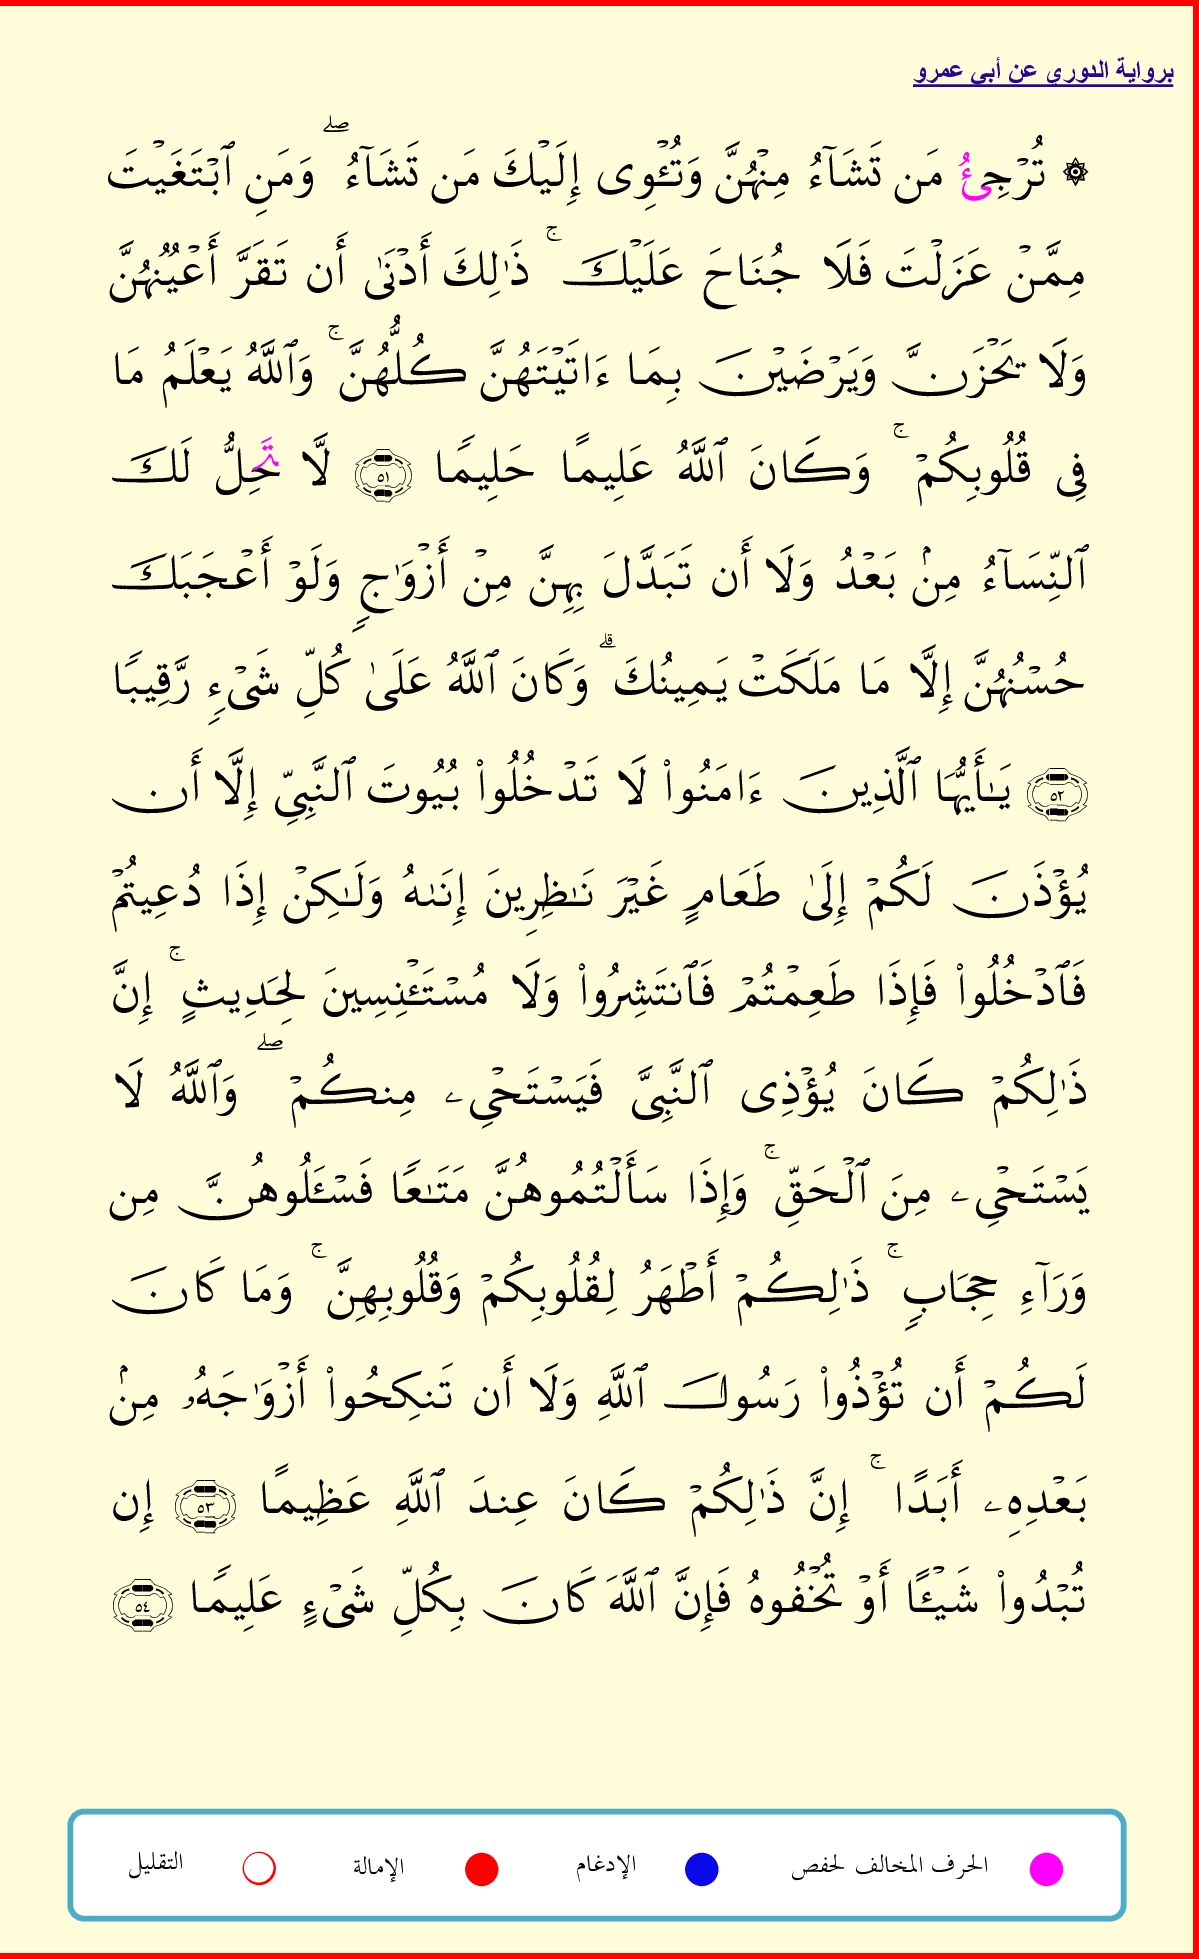 برواية الدوري عن أبي عمرو
۞ تُرۡجِئُ مَن تَشَآءُ مِنۡهُنَّ وَتُـٔۡوِي إِلَيۡكَ مَن تَشَآءُۖ وَمَنِ ٱبۡتَغَيۡتَ
مِمَّنۡ عَزَلۡتَ فَلَا جُنَاحَ عَلَيۡكَۚ ذَٰلِكَ أَدۡنَىٰ أَن تَقَرَّ أَعۡيُنُهُنَّ
وَلَا يَحۡزَنَّ وَيَرۡضَيۡنَ بِمَا ءَاتَيۡتَهُنَّ كُلُّهُنَّۚ وَٱللَّهُ يَعۡلَمُ مَا
فِي قُلُوبِكُمۡۚ وَكَانَ ٱللَّهُ عَلِيمًا حَلِيمٗا ٥١ لَّا تَحِلُّ لَكَ
ٱلنِّسَآءُ مِنۢ بَعۡدُ وَلَآ أَن تَبَدَّلَ بِهِنَّ مِنۡ أَزۡوَٰجٖ وَلَوۡ أَعۡجَبَكَ
حُسۡنُهُنَّ إِلَّا مَا مَلَكَتۡ يَمِينُكَۗ وَكَانَ ٱللَّهُ عَلَىٰ كُلِّ شَيۡءٖ رَّقِيبٗا
٥٢ يَٰٓأَيُّهَا ٱلَّذِينَ ءَامَنُواْ لَا تَدۡخُلُواْ بُيُوتَ ٱلنَّبِيِّ إِلَّآ أَن
يُؤۡذَنَ لَكُمۡ إِلَىٰ طَعَامٍ غَيۡرَ نَٰظِرِينَ إِنَىٰهُ وَلَٰكِنۡ إِذَا دُعِيتُمۡ
فَٱدۡخُلُواْ فَإِذَا طَعِمۡتُمۡ فَٱنتَشِرُواْ وَلَا مُسۡتَـٔۡنِسِينَ لِحَدِيثٍۚ إِنَّ
ذَٰلِكُمۡ كَانَ يُؤۡذِي ٱلنَّبِيَّ فَيَسۡتَحۡيِۦ مِنكُمۡۖ وَٱللَّهُ لَا
يَسۡتَحۡيِۦ مِنَ ٱلۡحَقِّۚ وَإِذَا سَأَلۡتُمُوهُنَّ مَتَٰعٗا فَسۡـَٔلُوهُنَّ مِن
وَرَآءِ حِجَابٖۚ ذَٰلِكُمۡ أَطۡهَرُ لِقُلُوبِكُمۡ وَقُلُوبِهِنَّۚ وَمَا كَانَ
لَكُمۡ أَن تُؤۡذُواْ رَسُولَ ٱللَّهِ وَلَآ أَن تَنكِحُوٓاْ أَزۡوَٰجَهُۥ مِنۢ
بَعۡدِهِۦٓ أَبَدًاۚ إِنَّ ذَٰلِكُمۡ كَانَ عِندَ ٱللَّهِ عَظِيمًا ٥٣ إِن
تُبۡدُواْ شَيۡـًٔا أَوۡ تُخۡفُوهُ فَإِنَّ ٱللَّهَ كَانَ بِكُلِّ شَيۡءٍ عَلِيمٗا ٥٤
الحرف المخالف لحفص الإدغام الإمالة التقليل